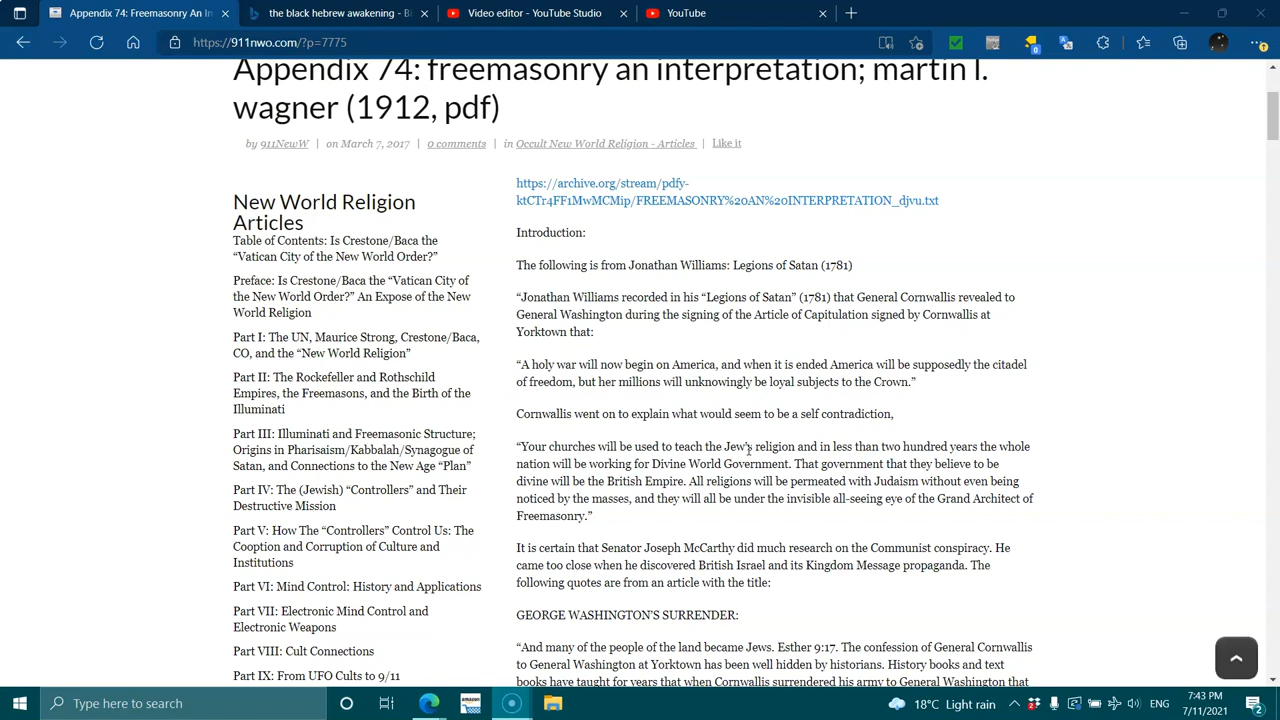 Appendix 74: Freemasonry An In
the black hebrew awakening - Bi
Video editor - YouTube Studio
YouTube
https://911nwo.com/?p=7775
Appendix 74: freemasonry an interpretation; martin l.
wagner (1912, pdf)
by 911NewW | on March 7, 2017 | 0 comments | in Occult New World Religion - Articles | Like it
New World Religion
Articles
Table of Contents: Is Crestone/Baca the
“Vatican City of the New World Order?”
Preface: Is Crestone/Baca the “Vatican City of
the New World Order?” An Expose of the New
World Religion
Part I: The UN, Maurice Strong, Crestone/Baca,
CO, and the “New World Religion”
Part II: The Rockefeller and Rothschild
Empires, the Freemasons, and the Birth of the
Illuminati
Part III: Illuminati and Freemasonic Structure;
Origins in Pharisaism/Kabbalah/Synagogue of
Satan, and Connections to the New Age “Plan”
Part IV: The (Jewish) “Controllers” and Their
Destructive Mission
Part V: How The “Controllers” Control Us: The
Cooption and Corruption of Culture and
Institutions
Part VI: Mind Control: History and Applications
Part VII: Electronic Mind Control and
Electronic Weapons
Part VIII: Cult Connections
Part IX: From UFO Cults to 9/11
https://archive.org/stream/pdfy-
ktCTr4FF1MwMCMip/FREEMASONRY%20AN%20INTERPRETATION_djvu.txt
Introduction:
The following is from Jonathan Williams: Legions of Satan (1781)
“Jonathan Williams recorded in his “Legions of Satan” (1781) that General Cornwallis revealed to
General Washington during the signing of the Article of Capitulation signed by Cornwallis at
Yorktown that:
“A holy war will now begin on America, and when it is ended America will be supposedly the citadel
of freedom, but her millions will unknowingly be loyal subjects to the Crown.”
Cornwallis went on to explain what would seem to be a self contradiction,
“Your churches will be used to teach the Jew’s religion and in less than two hundred years the whole
nation will be working for Divine World Government. That government that they believe to be
divine will be the British Empire. All religions will be permeated with Judaism without even being
noticed by the masses, and they will all be under the invisible all-seeing eye of the Grand Architect of
Freemasonry.”
It is certain that Senator Joseph McCarthy did much research on the Communist conspiracy. He
came too close when he discovered British Israel and its Kingdom Message propaganda. The
following quotes are from an article with the title:
GEORGE WASHINGTON’S SURRENDER:
“And many of the people of the land became Jews. Esther 9:17. The confession of General Cornwallis
to General Washington at Yorktown has been well hidden by historians. History books and text
books have taught for years that when Cornwallis surrendered his army to General Washington that
Type here to search
amazon
18°C Light rain
ENG
7:43 PM
7/11/2021